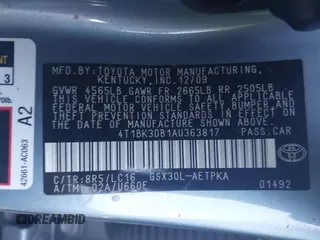 MFD.BY: TOYOTA MOTOR MANUFACTURING,
KENTUCKY, INC. 12/09
GVWR 4565LB GAWR FR 2665LB RR 2505LB
THIS VEHICLE CONFORMS TO ALL APPLICABLE
FEDERAL MOTOR VEHICLE SAFETY, BUMPER, AND
THEFT PREVENTION STANDARDS IN EFFECT ON
THE DATE OF MANUFACTURE SHOWN ABOVE.
4T1BK3DB1AU363817 PASS. CAR
C/TR: 8R5/LC16 GSX30L-AETPKA
A/TM: 02A/U660E
01492
3
A2
42661-AC063
BIDFAMOUS